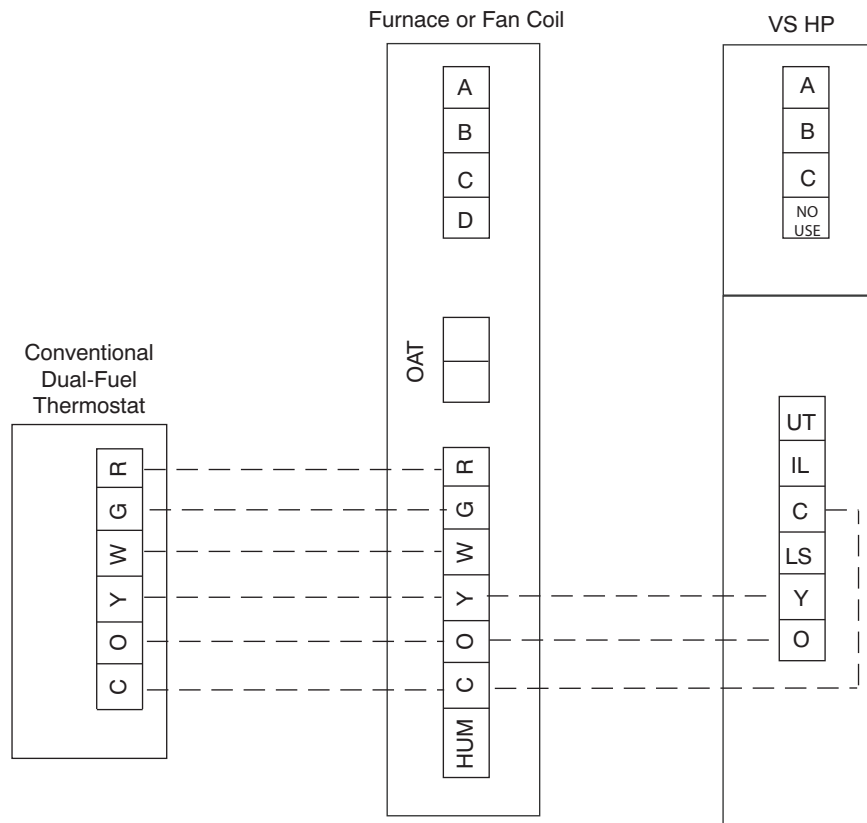 Furnace or Fan Coil
VS HP
A
B
C
D
A
B
C
NO
USE
OAT
Conventional
Dual-Fuel
Thermostat
R
G
W
Y
O
C
R
G
W
Y
O
C
HUM
UT
IL
C
LS
Y
O